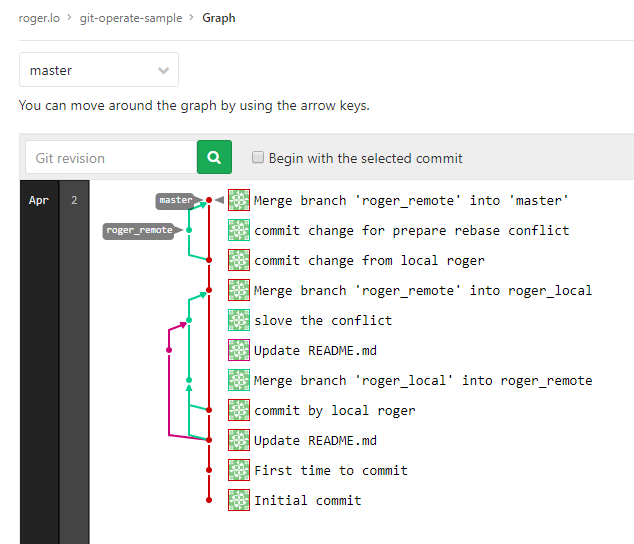 roger.lo > git-operate-sample > Graph
master
You can move around the graph by using the arrow keys.
Git revision
Begin with the selected commit
Apr 2
master Merge branch 'roger_remote' into 'master'
roger_remote commit change for prepare rebase conflict
commit change from local roger
Merge branch 'roger_remote' into roger_local
slove the conflict
Update README.md
Merge branch 'roger_local' into roger_remote
commit by local roger
Update README.md
First time to commit
Initial commit